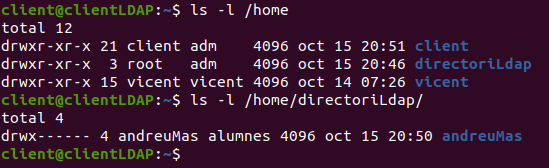 client@clientLDAP:~$ ls -l /home
total 12
drwxr-xr-x 21 client adm    4096 oct 15 20:51 client
drwxr-xr-x  3 root   adm    4096 oct 15 20:46 directoriLdap
drwxr-xr-x 15 vicent vicent 4096 oct 14 07:26 vicent
client@clientLDAP:~$ ls -l /home/directoriLdap/
total 4
drwx------ 4 andreuMas alumnes 4096 oct 15 20:50 andreuMas
client@clientLDAP:~$